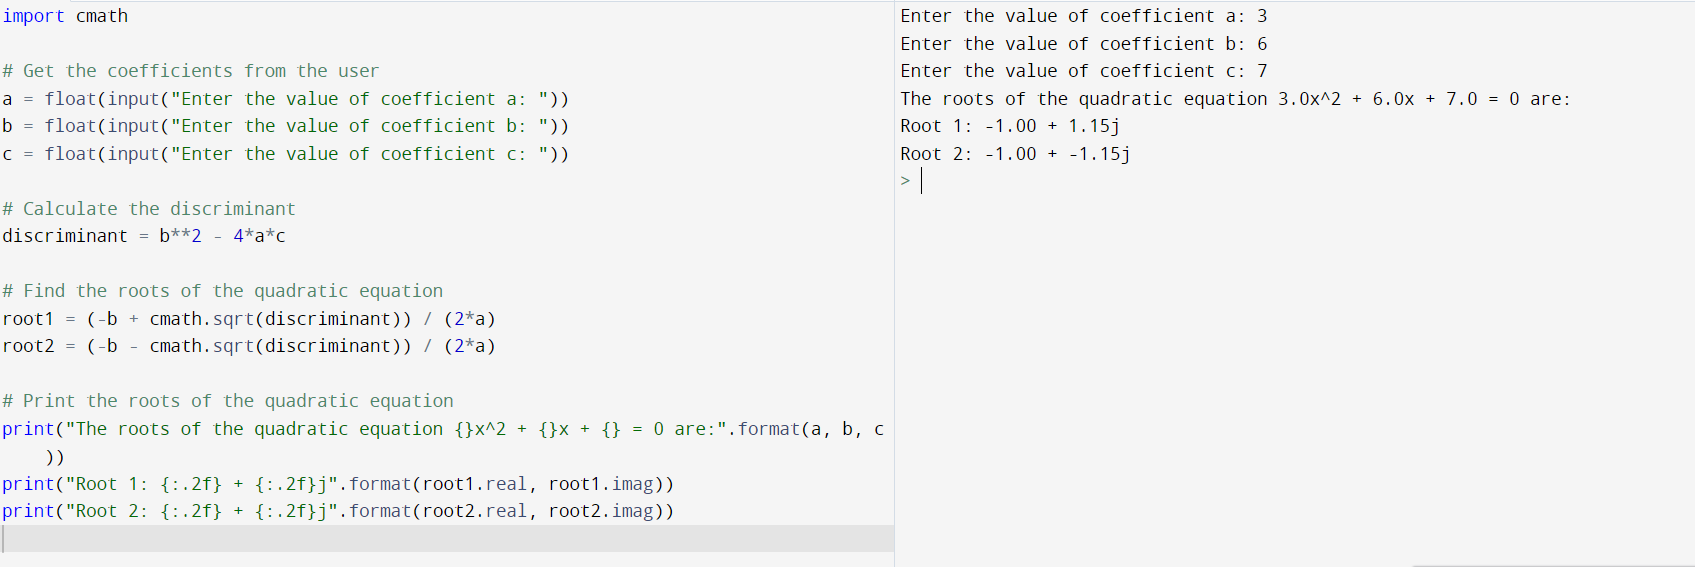 import cmath

# Get the coefficients from the user
a = float(input("Enter the value of coefficient a: "))
b = float(input("Enter the value of coefficient b: "))
c = float(input("Enter the value of coefficient c: "))

# Calculate the discriminant
discriminant = b**2 - 4*a*c

# Find the roots of the quadratic equation
root1 = (-b + cmath.sqrt(discriminant)) / (2*a)
root2 = (-b - cmath.sqrt(discriminant)) / (2*a)

# Print the roots of the quadratic equation
print("The roots of the quadratic equation {}x^2 + {}x + {} = 0 are:".format(a, b, c
    ))
print("Root 1: {:.2f} + {:.2f}j".format(root1.real, root1.imag))
print("Root 2: {:.2f} + {:.2f}j".format(root2.real, root2.imag))

Enter the value of coefficient a: 3
Enter the value of coefficient b: 6
Enter the value of coefficient c: 7
The roots of the quadratic equation 3.0x^2 + 6.0x + 7.0 = 0 are:
Root 1: -1.00 + 1.15j
Root 2: -1.00 + -1.15j
>